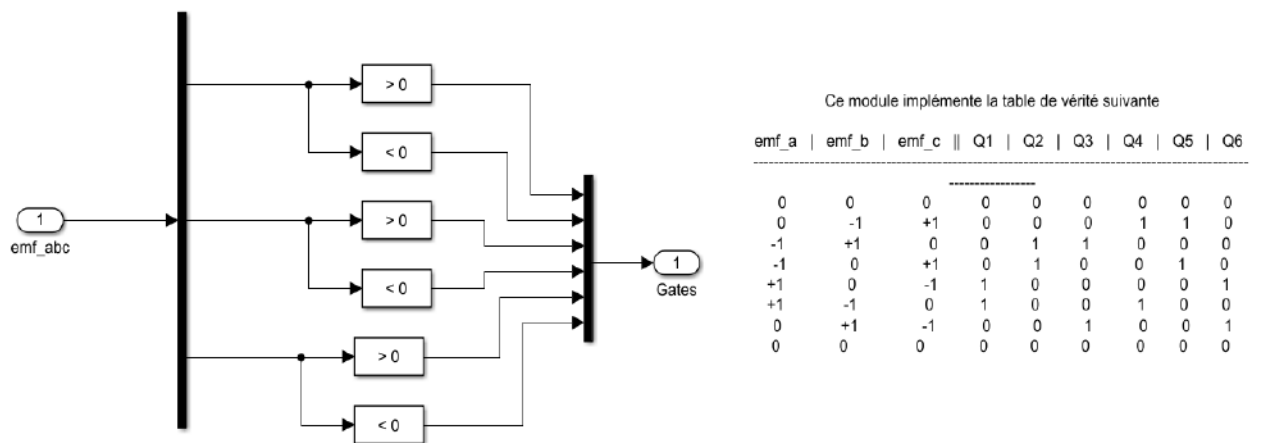 > 0
< 0
> 0
< 0
> 0
< 0
1
emf_abc
1
Gates
Ce module implémente la table de vérité suivante
emf_a | emf_b | emf_c || Q1 | Q2 | Q3 | Q4 | Q5 | Q6
0 0 0 0 0 0 0 0 0
0 -1 +1 0 0 0 1 1 0
-1 +1 0 0 1 1 0 0 0
-1 0 +1 0 1 0 0 1 0
+1 0 -1 1 0 0 0 0 1
+1 -1 0 1 0 0 1 0 0
0 +1 -1 0 0 1 0 0 1
0 0 0 0 0 0 0 0 0